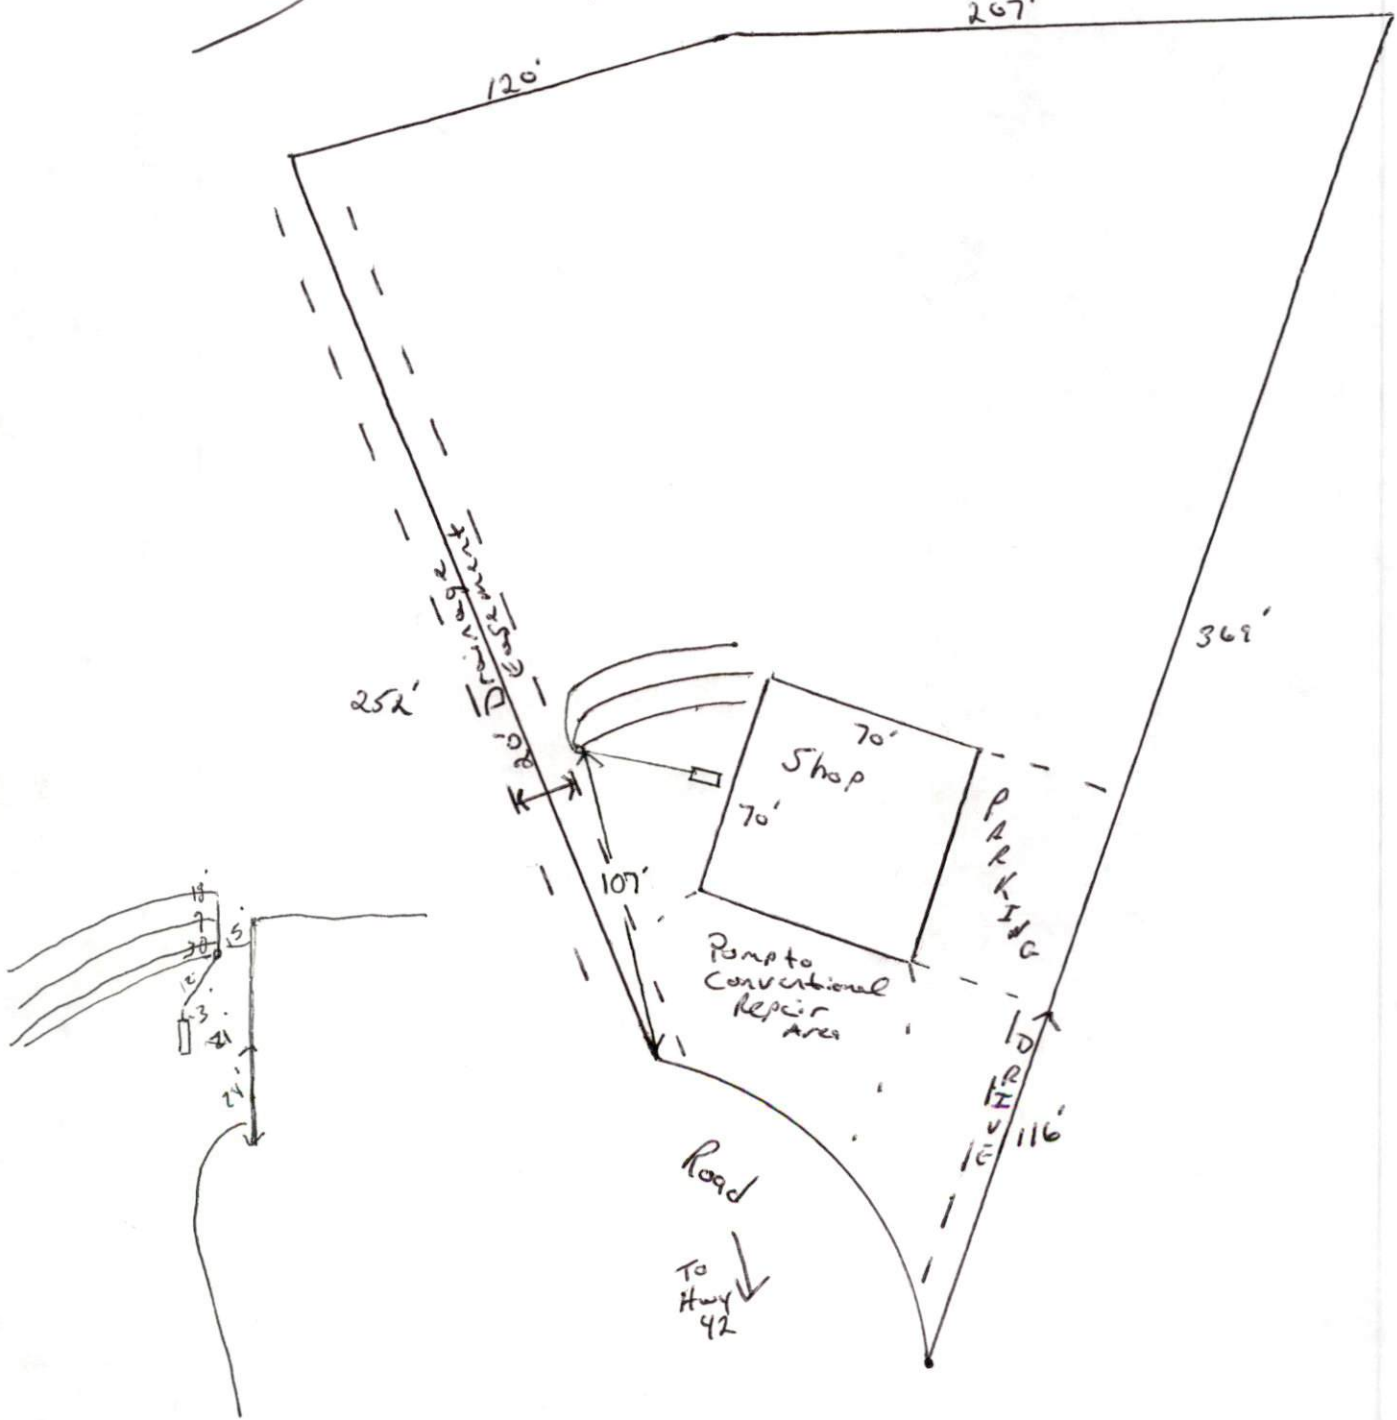 207'
120'
369'
252'
20' Drainage
Easement
70'
Shop
70'
PARKING
107'
Pump to
Conventional
Repair
Area
DRIVE
116'
Road
To
Hwy
42
18'
7
30
5'
3'
21'
24'